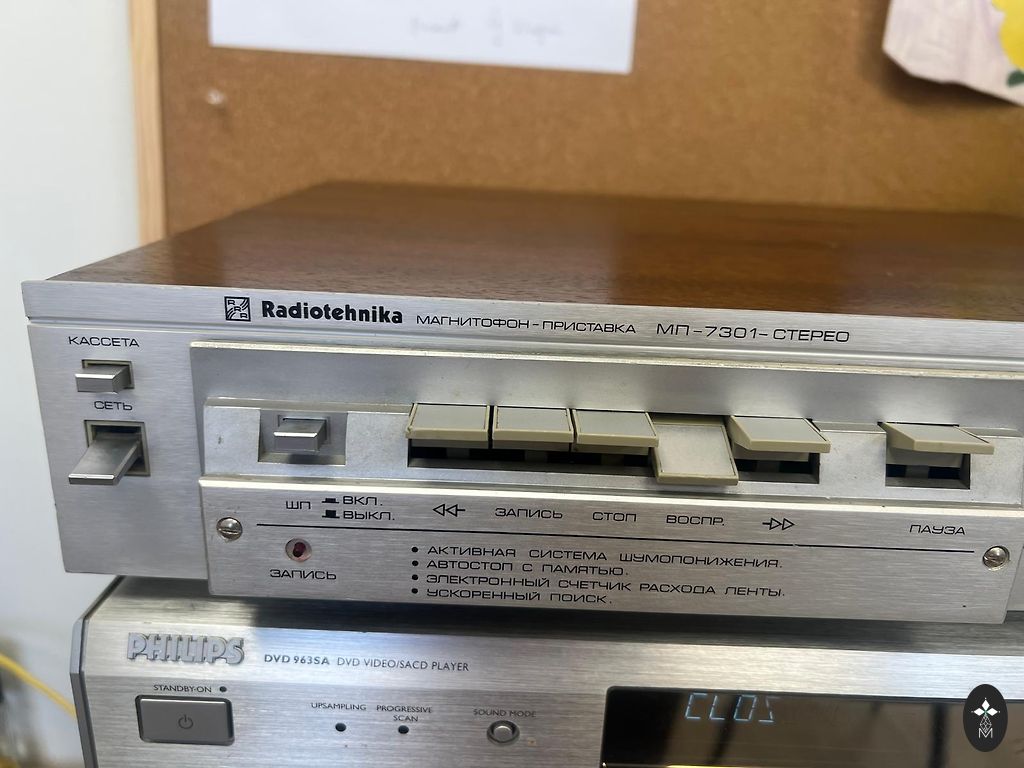 Radiotehnika МАГНИТОФОН-ПРИСТАВКА МП-7301-СТЕРЕО
КАССЕТА
СЕТЬ
ШП ВКЛ.
ВЫКЛ.
◁◁ ЗАПИСЬ СТОП ВОСПР. ▷▷ ПАУЗА
ЗАПИСЬ
• АКТИВНАЯ СИСТЕМА ШУМОПОНИЖЕНИЯ.
• АВТОСТОП С ПАМЯТЬЮ.
• ЭЛЕКТРОННЫЙ СЧЕТЧИК РАСХОДА ЛЕНТЫ.
• УСКОРЕННЫЙ ПОИСК.
PHILIPS DVD 963SA DVD VIDEO/SACD PLAYER
STANDBY-ON
UPSAMPLING
PROGRESSIVE
SCAN
SOUND MODE
CLOS